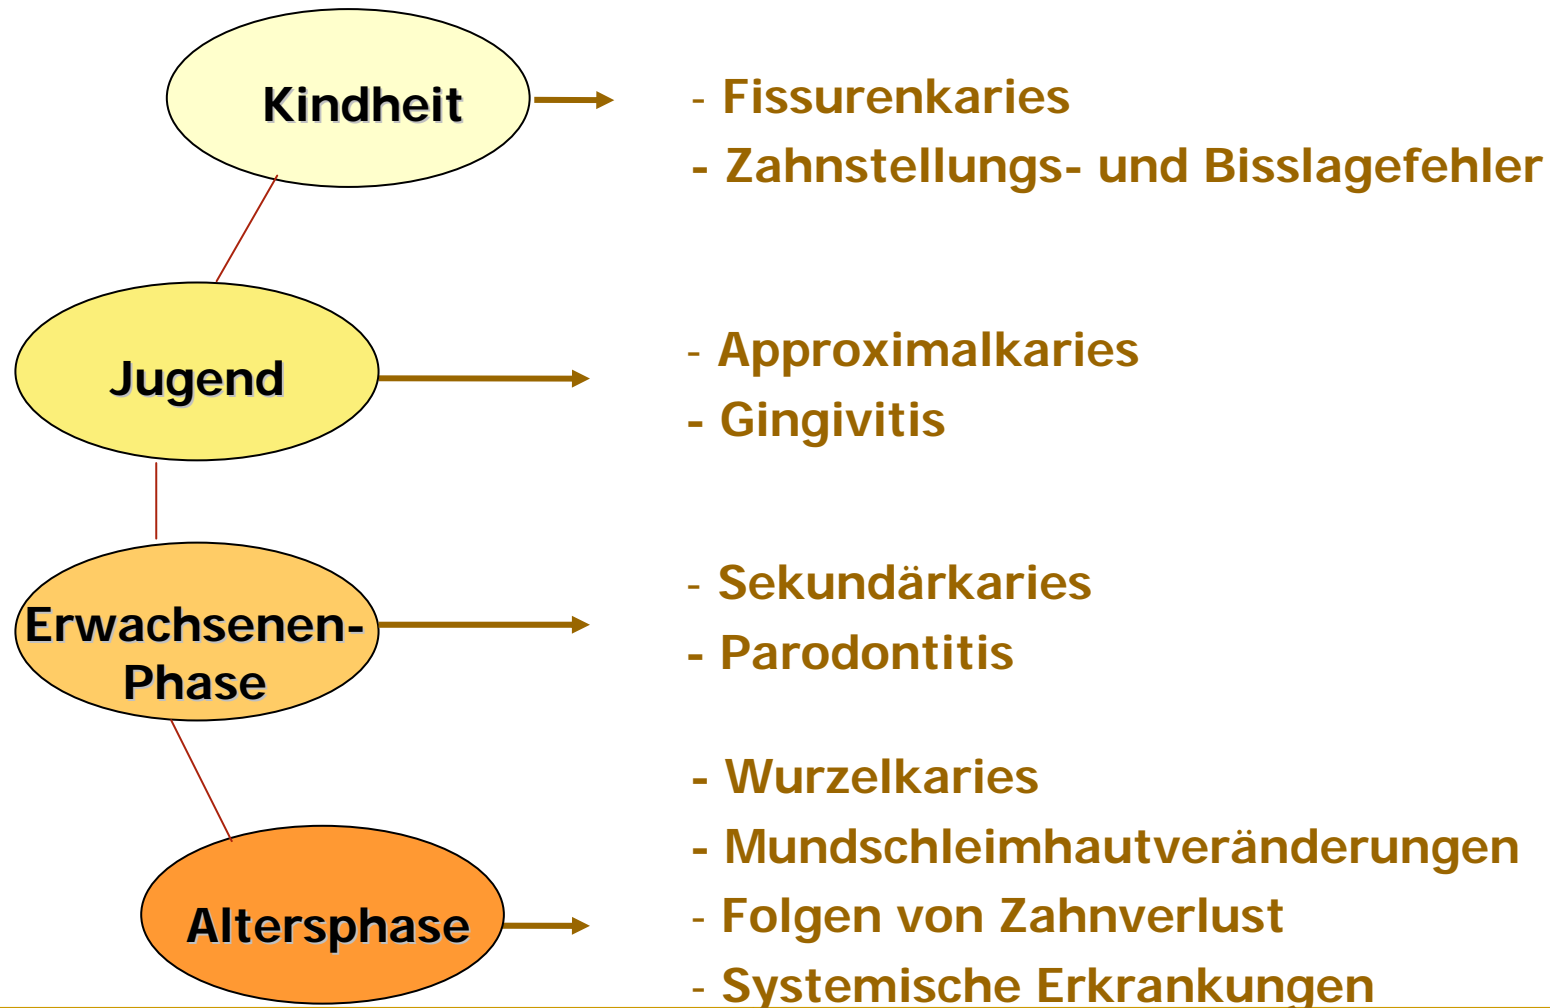 Kindheit
- Fissurenkaries
- Zahnstellungs- und Bisslagefehler
Jugend
- Approximalkaries
- Gingivitis
Erwachsenen-
Phase
- Sekundärkaries
- Parodontitis
Altersphase
- Wurzelkaries
- Mundschleimhautveränderungen
- Folgen von Zahnverlust
- Systemische Erkrankungen